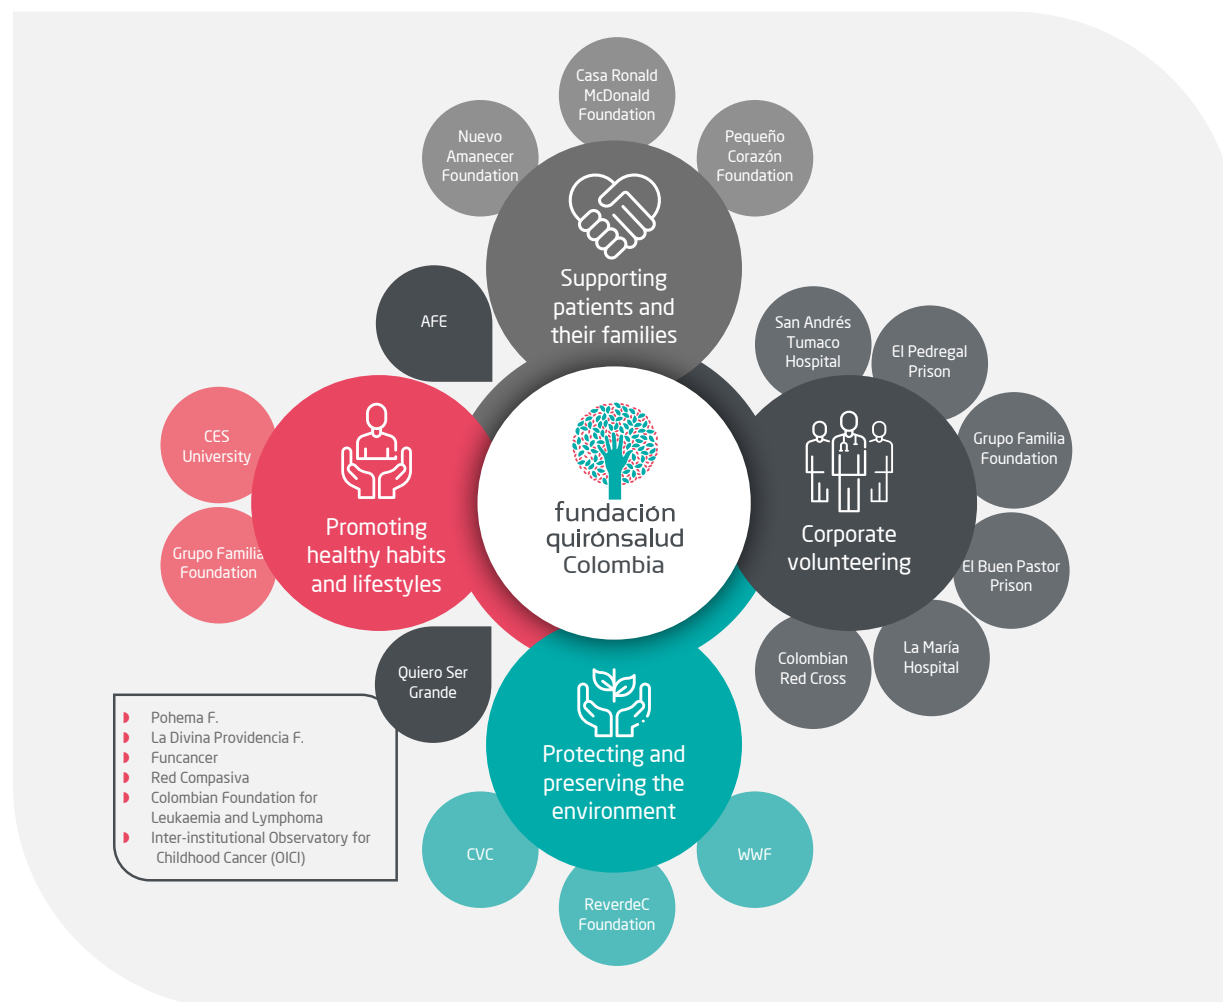 Casa Ronald
McDonald
Foundation
Nuevo
Amanecer
Foundation
Pequeño
Corazón
Foundation
Supporting
patients and
their families
AFE
San Andrés
Tumaco
Hospital
El Pedregal
Prison
Grupo Familia
Foundation
El Buen Pastor
Prison
La María
Hospital
Colombian
Red Cross
Corporate
volunteering
CES
University
Grupo Familia
Foundation
Promoting
healthy habits
and lifestyles
fundación
quirónsalud
Colombia
Quiero Ser
Grande
Pohema F.
La Divina Providencia F.
Funcancer
Red Compasiva
Colombian Foundation for
Leukaemia and Lymphoma
Inter-institutional Observatory for
Childhood Cancer (OICI)
Protecting and
preserving the
environment
CVC
ReverdeC
Foundation
WWF